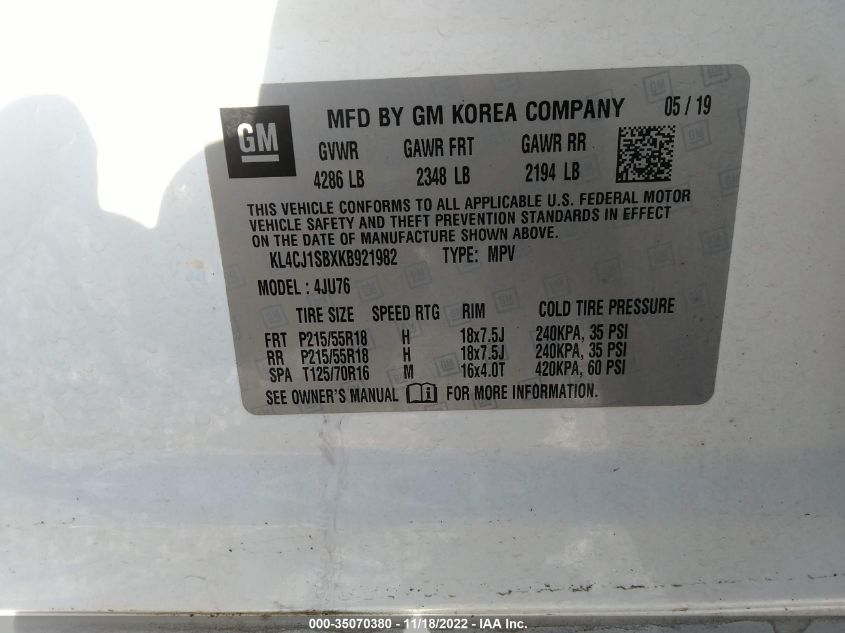 GM
MFD BY GM KOREA COMPANY 05 / 19
GVWR GAWR FRT GAWR RR
4286 LB 2348 LB 2194 LB
THIS VEHICLE CONFORMS TO ALL APPLICABLE U.S. FEDERAL MOTOR
VEHICLE SAFETY AND THEFT PREVENTION STANDARDS IN EFFECT
ON THE DATE OF MANUFACTURE SHOWN ABOVE.
KL4CJ1SBXKB921982 TYPE: MPV
MODEL : 4JU76
TIRE SIZE SPEED RTG RIM COLD TIRE PRESSURE
FRT P215/55R18 H 18x7.5J 240KPA, 35 PSI
RR P215/55R18 H 18x7.5J 240KPA, 35 PSI
SPA T125/70R16 M 16x4.0T 420KPA, 60 PSI
SEE OWNER'S MANUAL i FOR MORE INFORMATION.
000-35070380 - 11/18/2022 - IAA Inc.